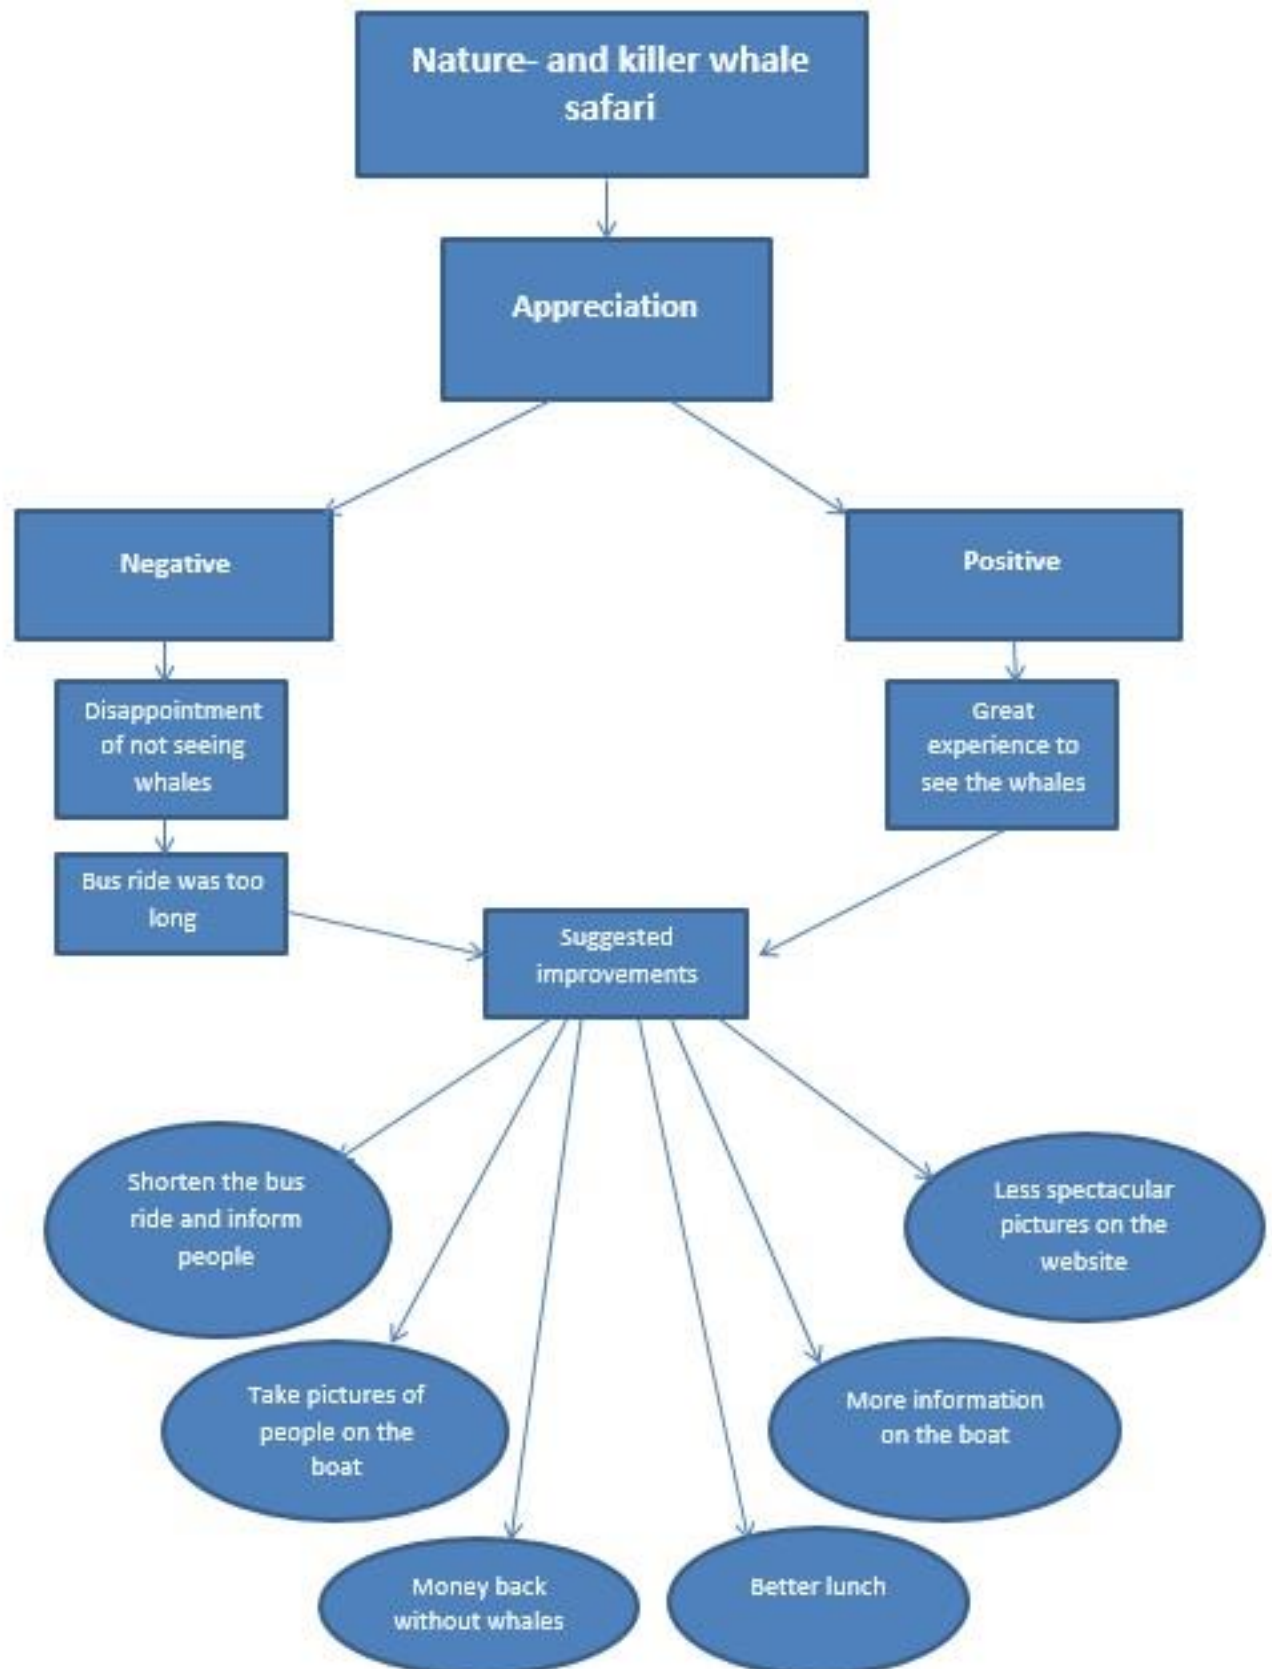 Nature- and killer whale
safari
Appreciation
Negative
Positive
Disappointment
of not seeing
whales
Great
experience to
see the whales
Bus ride was too
long
Suggested
improvements
Shorten the bus
ride and inform
people
Less spectacular
pictures on the
website
Take pictures of
people on the
boat
More information
on the boat
Money back
without whales
Better lunch